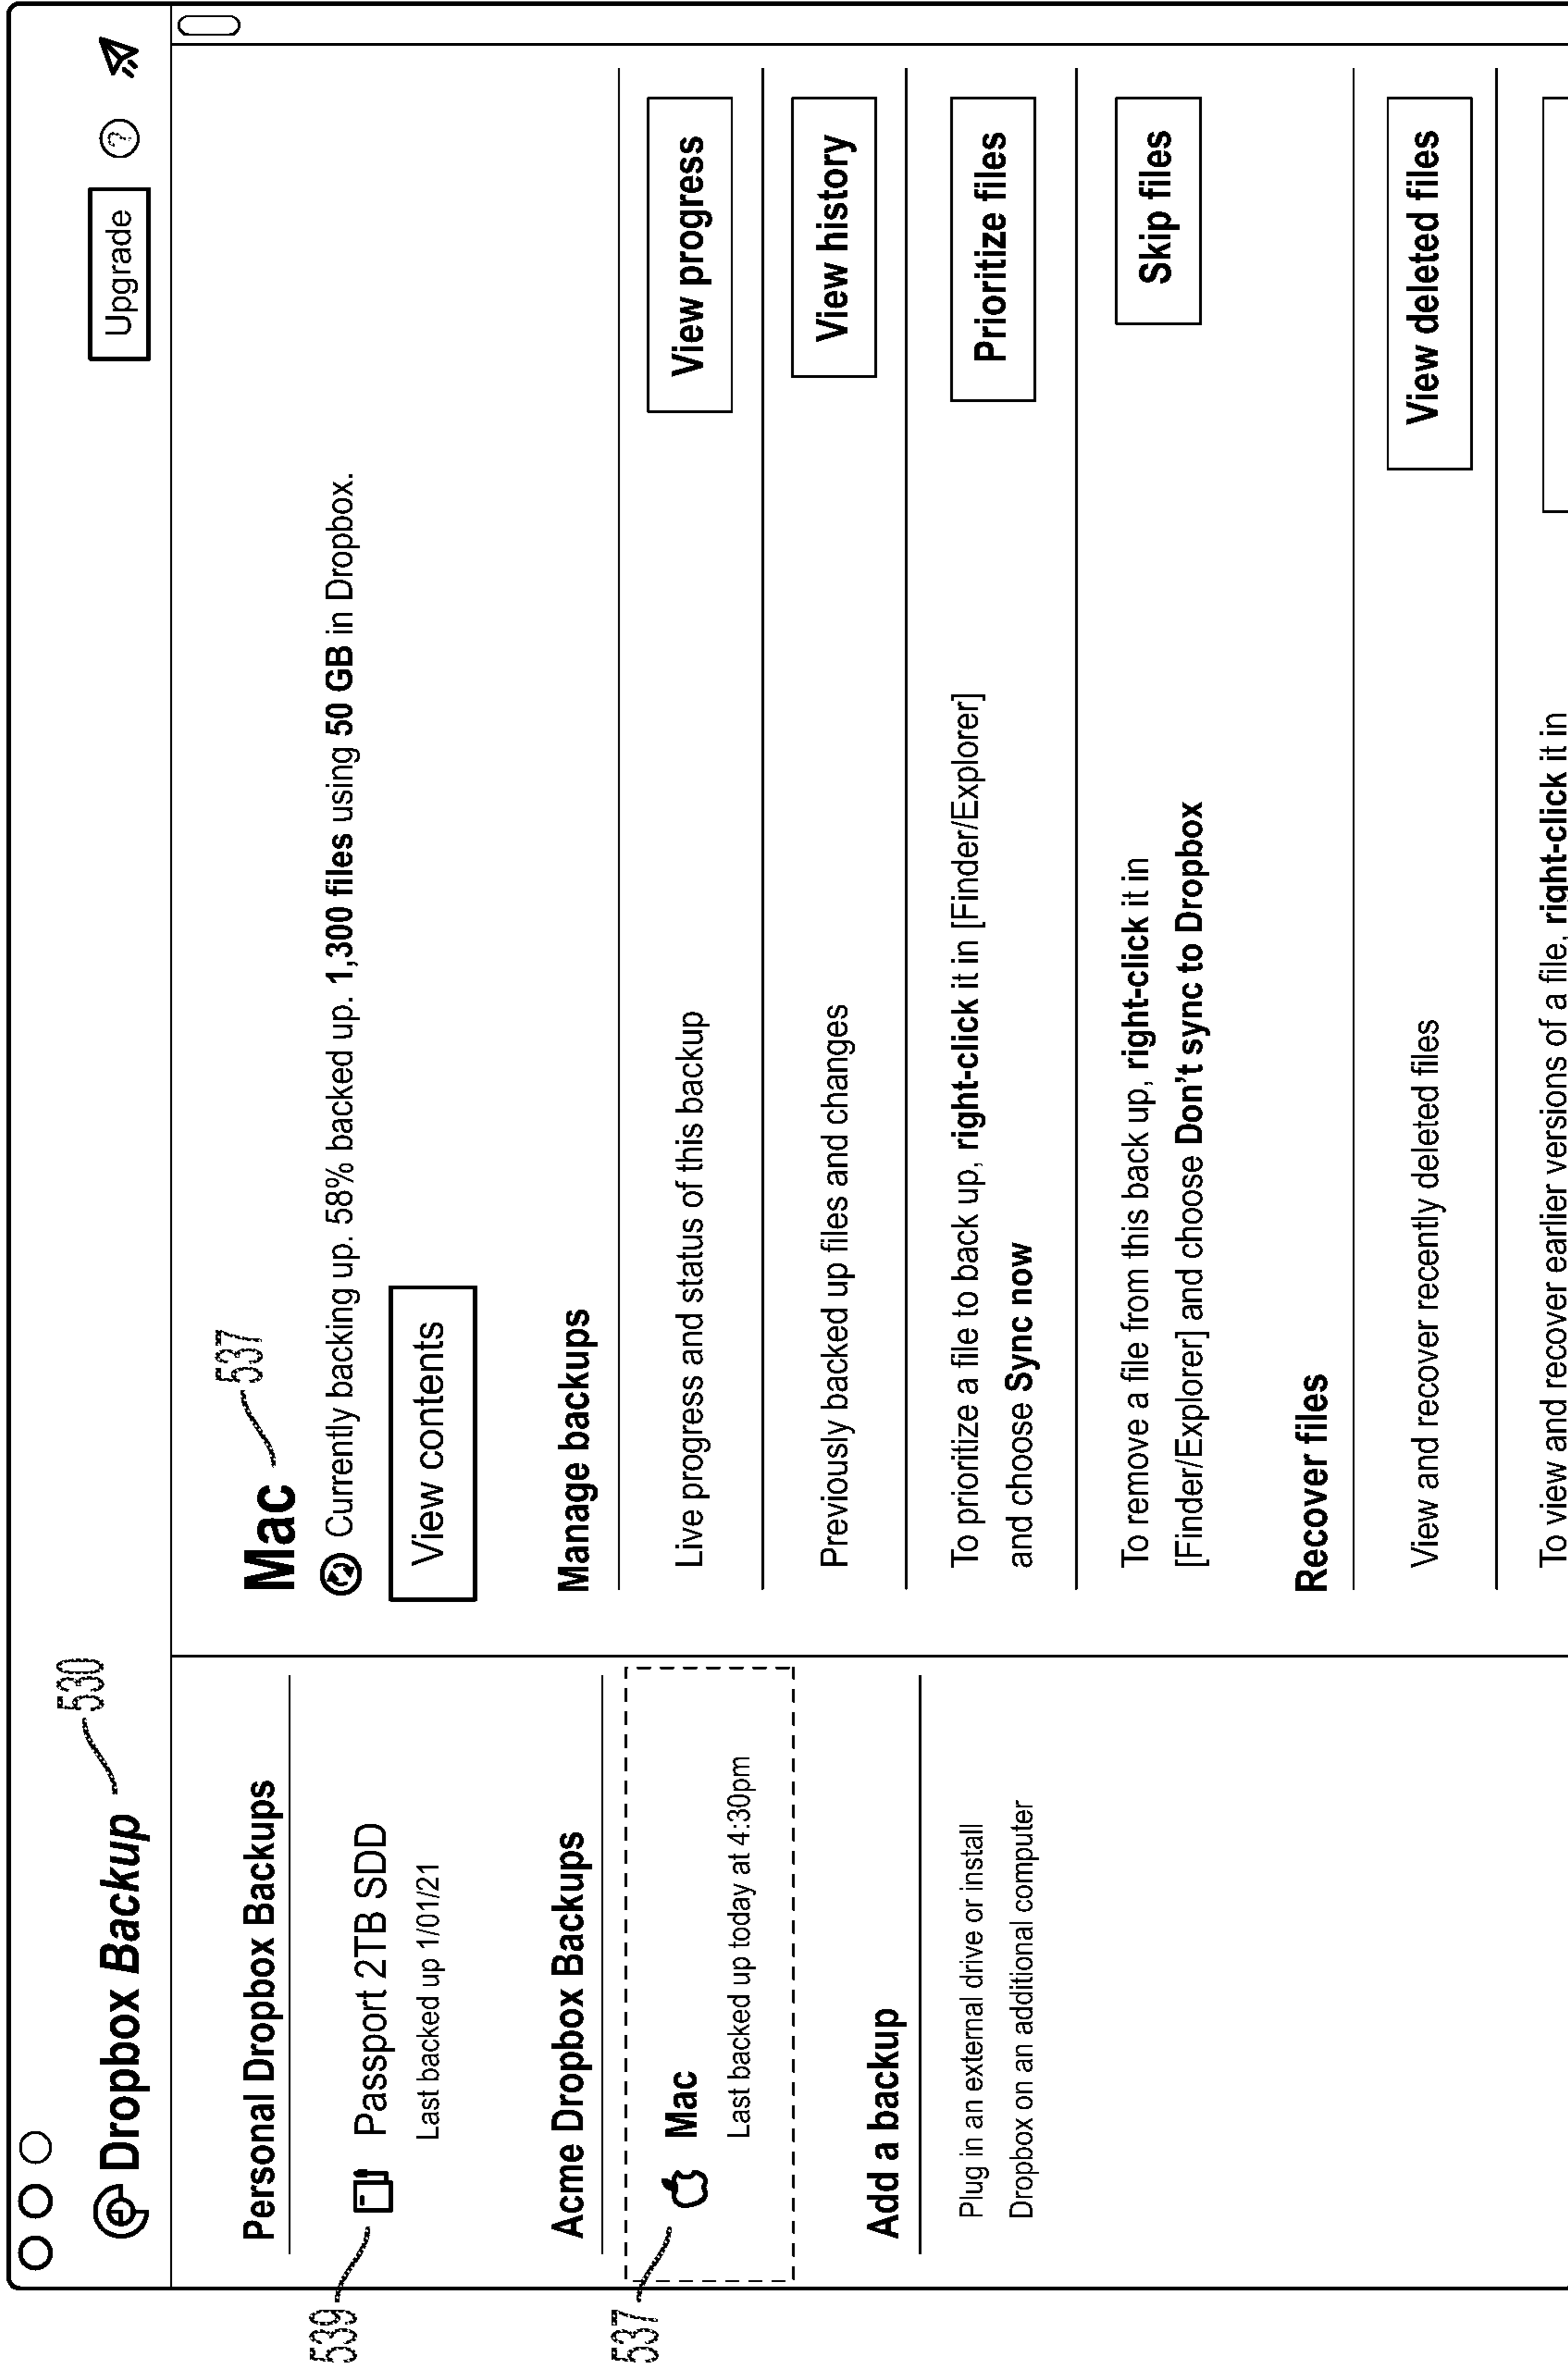 530
Dropbox Backup
Upgrade
?
539
Personal Dropbox Backups
Passport 2TB SDD
Last backed up 1/01/21
537
Acme Dropbox Backups
Mac
Last backed up today at 4:30pm
Add a backup
Plug in an external drive or install
Dropbox on an additional computer
Mac
537
Currently backing up. 58% backed up. 1,300 files using 50 GB in Dropbox.
View contents
Manage backups
Live progress and status of this backup
View progress
Previously backed up files and changes
View history
To prioritize a file to back up, right-click it in [Finder/Explorer]
and choose Sync now
Prioritize files
To remove a file from this back up, right-click it in
[Finder/Explorer] and choose Don't sync to Dropbox
Skip files
Recover files
View and recover recently deleted files
View deleted files
To view and recover earlier versions of a file, right-click it in